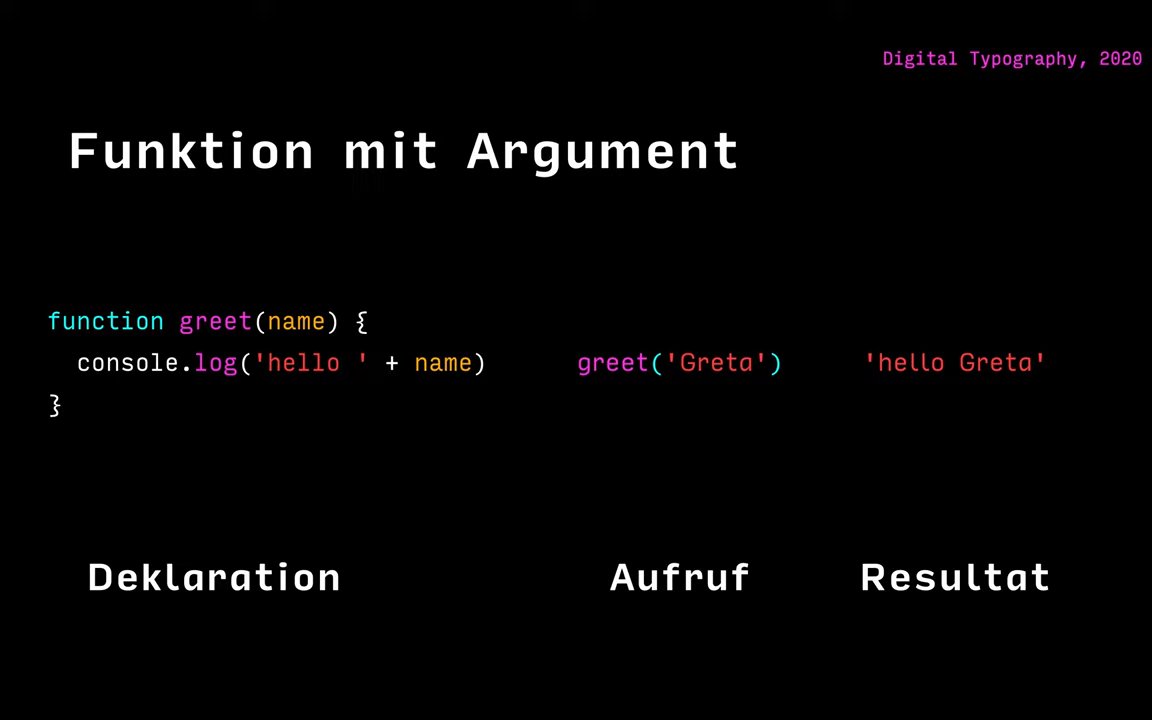 Digital Typography, 2020
Funktion mit Argument
function greet(name) {
  console.log('hello ' + name)
}
greet('Greta')
'hello Greta'
Deklaration
Aufruf
Resultat